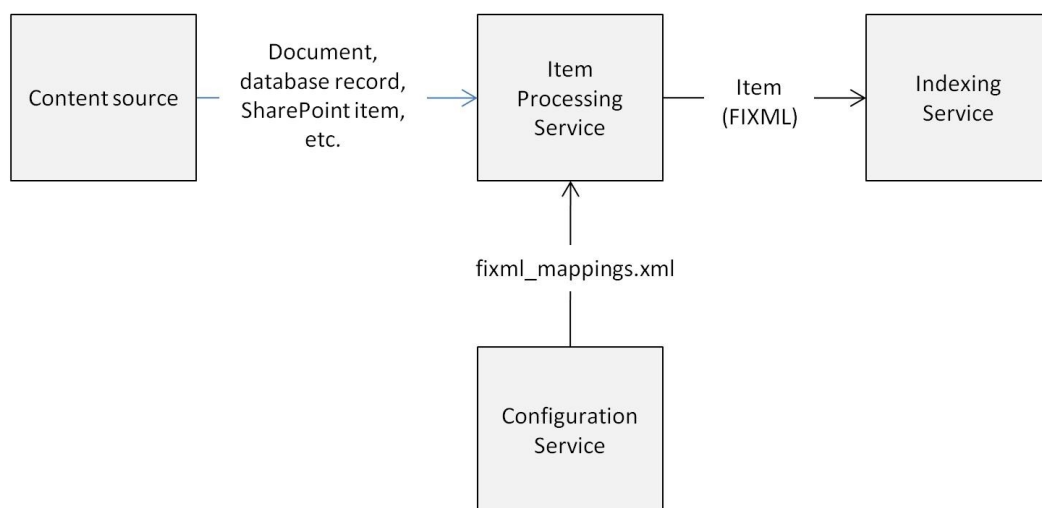 Content source
Document,
database record,
SharePoint item,
etc.
Item
Processing
Service
Item
(FIXML)
Indexing
Service
fixml_mappings.xml
Configuration
Service